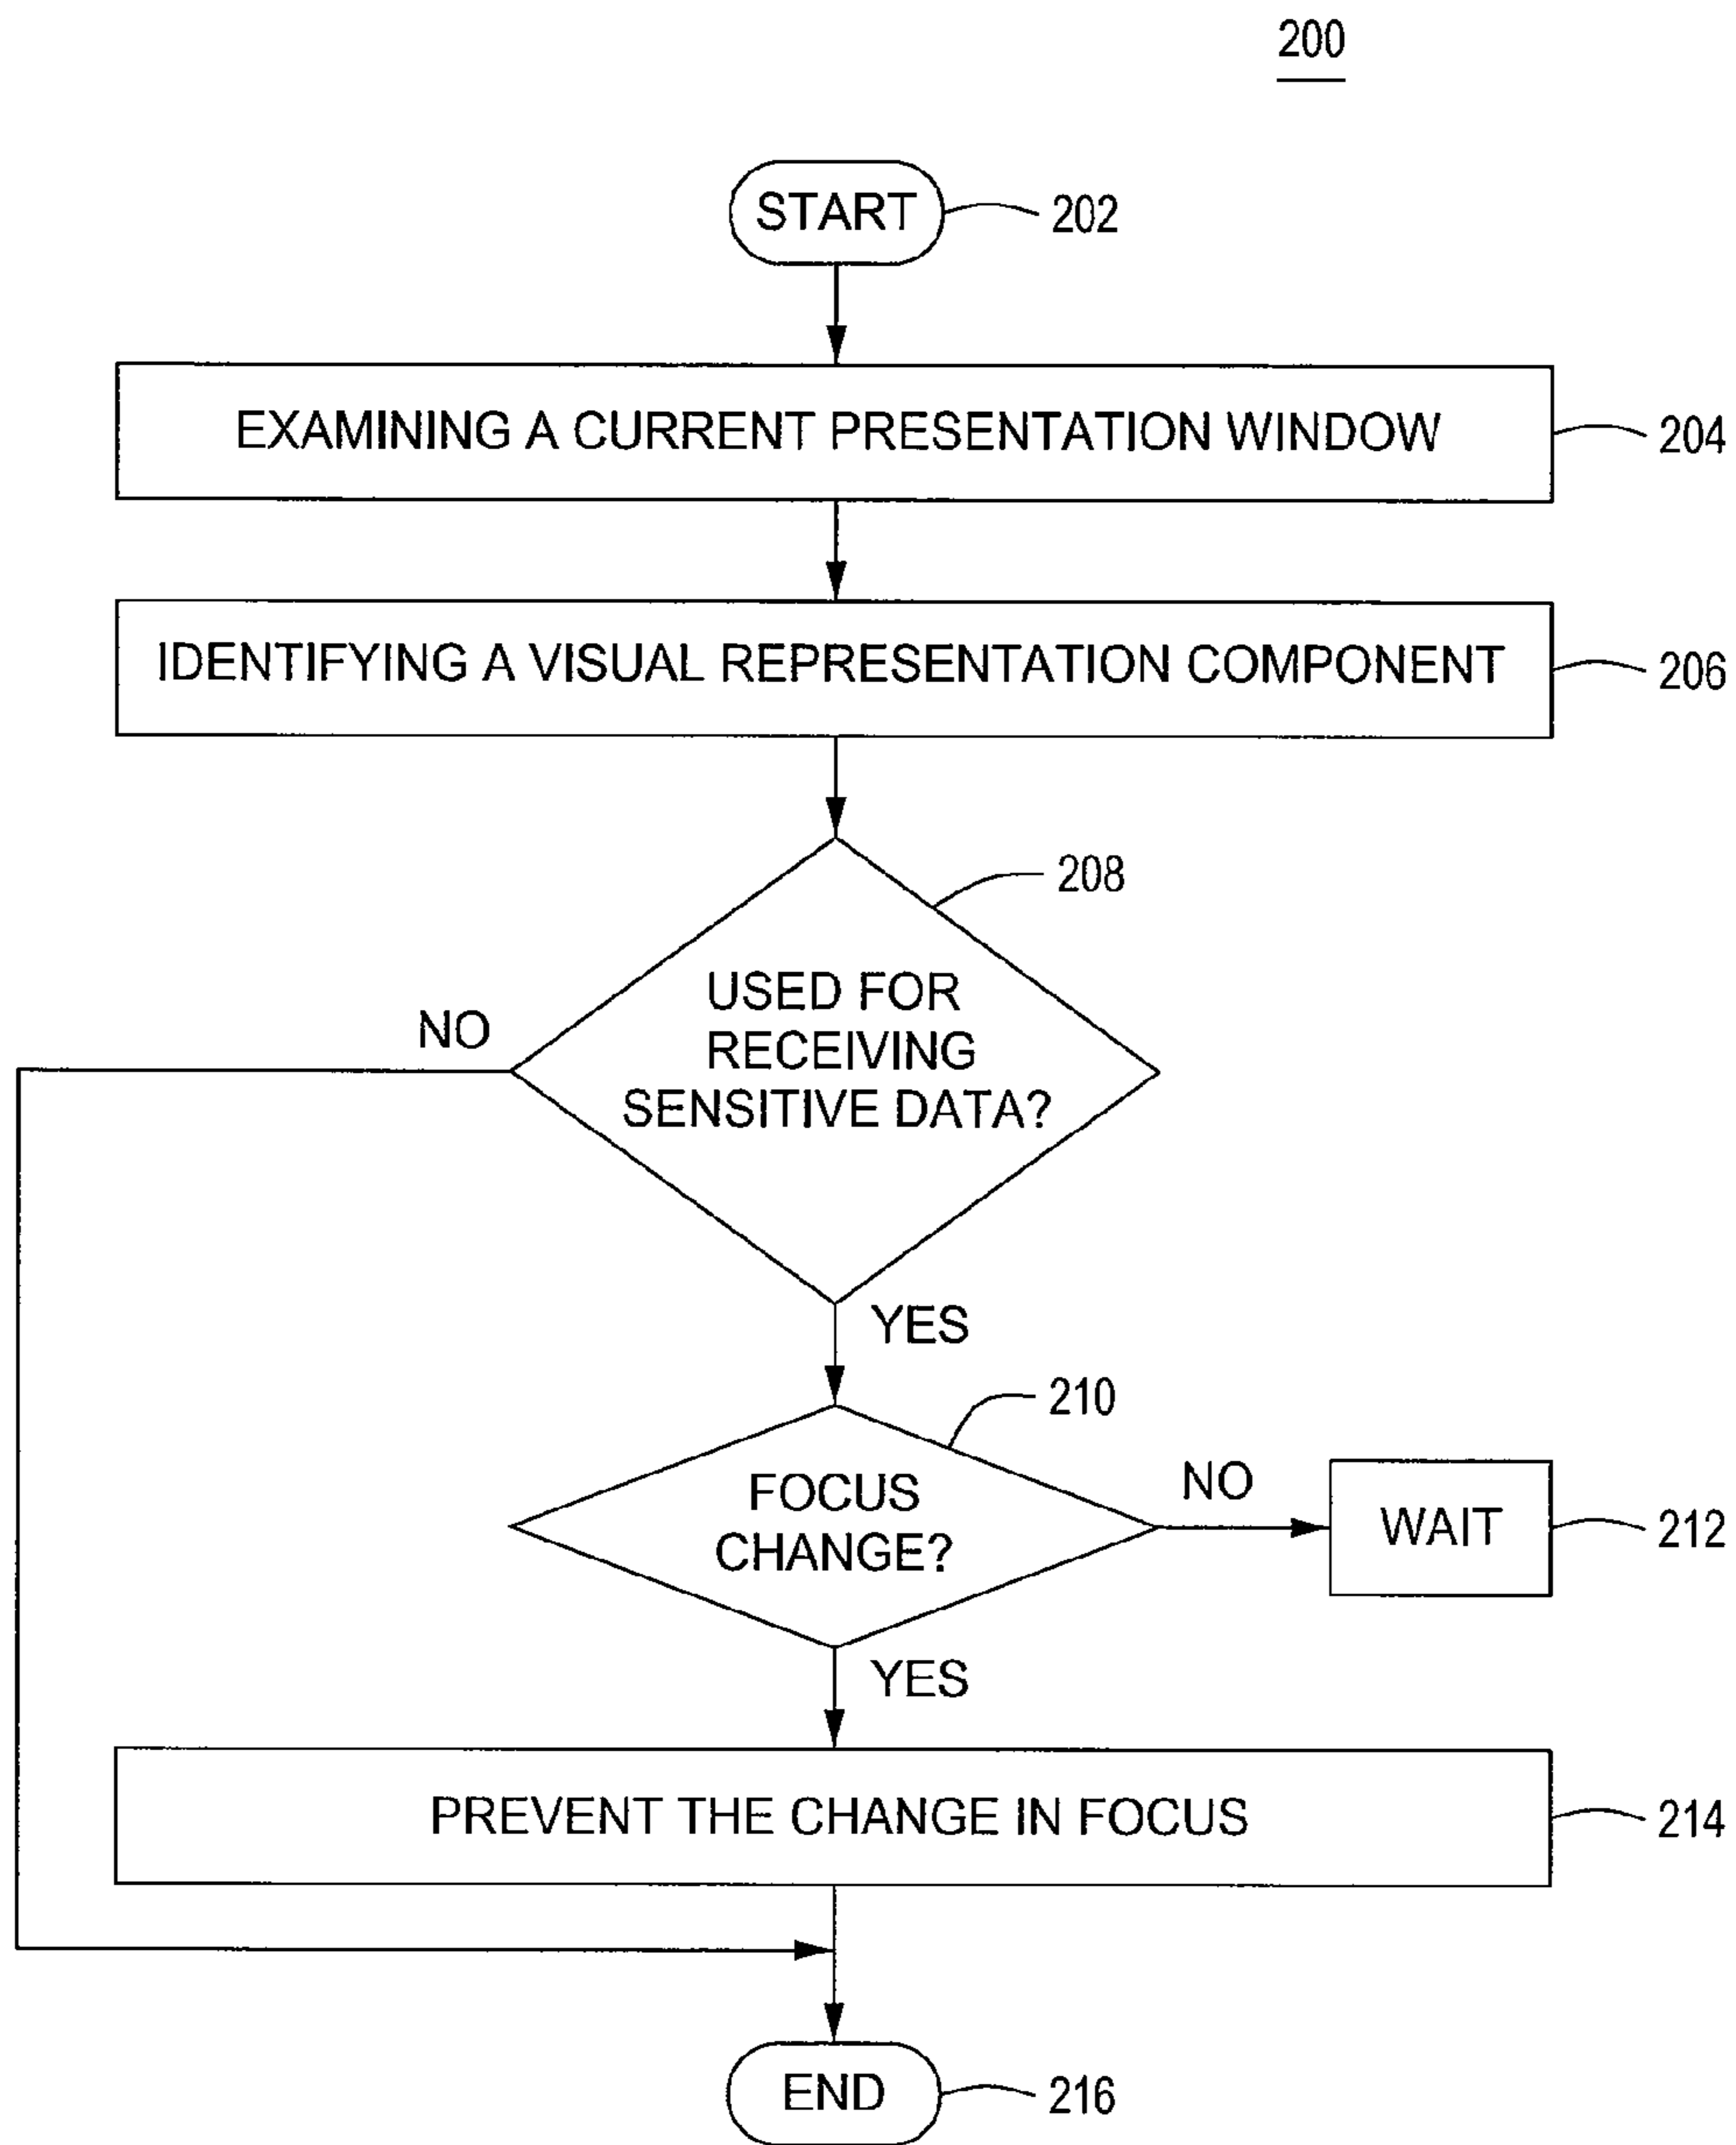 200
START
202
EXAMINING A CURRENT PRESENTATION WINDOW
204
IDENTIFYING A VISUAL REPRESENTATION COMPONENT
206
208
USED FOR
RECEIVING
SENSITIVE DATA?
NO
YES
210
FOCUS
CHANGE?
NO
WAIT
212
YES
PREVENT THE CHANGE IN FOCUS
214
END
216